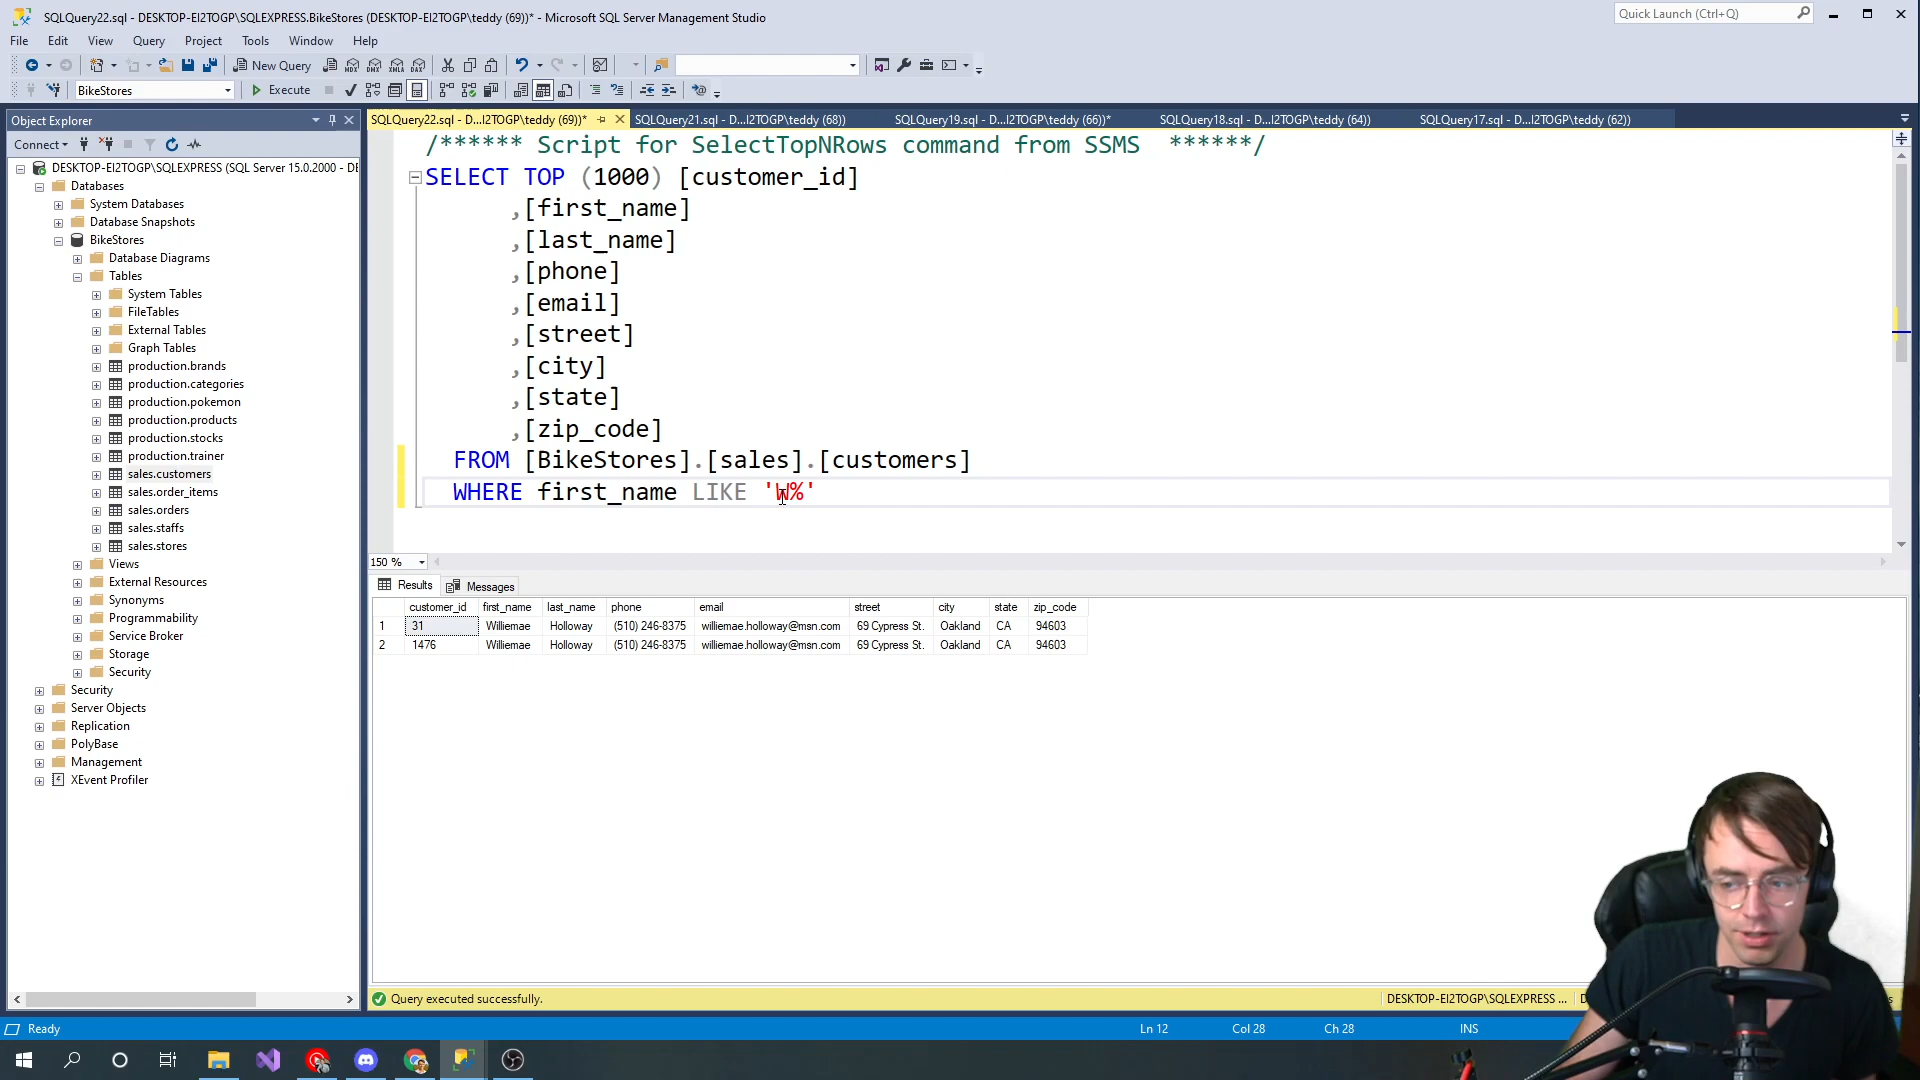 SQLQuery22.sql - DESKTOP-EI2TOGP\SQLEXPRESS.BikeStores (DESKTOP-EI2TOGP\teddy (69))* - Microsoft SQL Server Management Studio
Quick Launch (Ctrl+Q)
File Edit View Query Project Tools Window Help
New Query
BikeStores
Execute
Object Explorer
SQLQuery22.sql - D...I2TOGP\teddy (69))*
SQLQuery21.sql - D...I2TOGP\teddy (68))
SQLQuery19.sql - D...I2TOGP\teddy (66))*
SQLQuery18.sql - D...I2TOGP\teddy (64))
SQLQuery17.sql - D...I2TOGP\teddy (62))
Connect
DESKTOP-EI2TOGP\SQLEXPRESS (SQL Server 15.0.2000 - DE
Databases
System Databases
Database Snapshots
BikeStores
Database Diagrams
Tables
System Tables
FileTables
External Tables
Graph Tables
production.brands
production.categories
production.pokemon
production.products
production.stocks
production.trainer
sales.customers
sales.order_items
sales.orders
sales.staffs
sales.stores
Views
External Resources
Synonyms
Programmability
Service Broker
Storage
Security
Security
Server Objects
Replication
PolyBase
Management
XEvent Profiler
/****** Script for SelectTopNRows command from SSMS  ******/
SELECT TOP (1000) [customer_id]
,[first_name]
,[last_name]
,[phone]
,[email]
,[street]
,[city]
,[state]
,[zip_code]
FROM [BikeStores].[sales].[customers]
WHERE first_name LIKE 'W%'
150 %
Results Messages
customer_id first_name last_name phone email street city state zip_code
1 31 Williemae Holloway (510) 246-8375 williemae.holloway@msn.com 69 Cypress St. Oakland CA 94603
2 1476 Williemae Holloway (510) 246-8375 williemae.holloway@msn.com 69 Cypress St. Oakland CA 94603
Query executed successfully.
DESKTOP-EI2TOGP\SQLEXPRESS ...
Ready
Ln 12 Col 28 Ch 28 INS